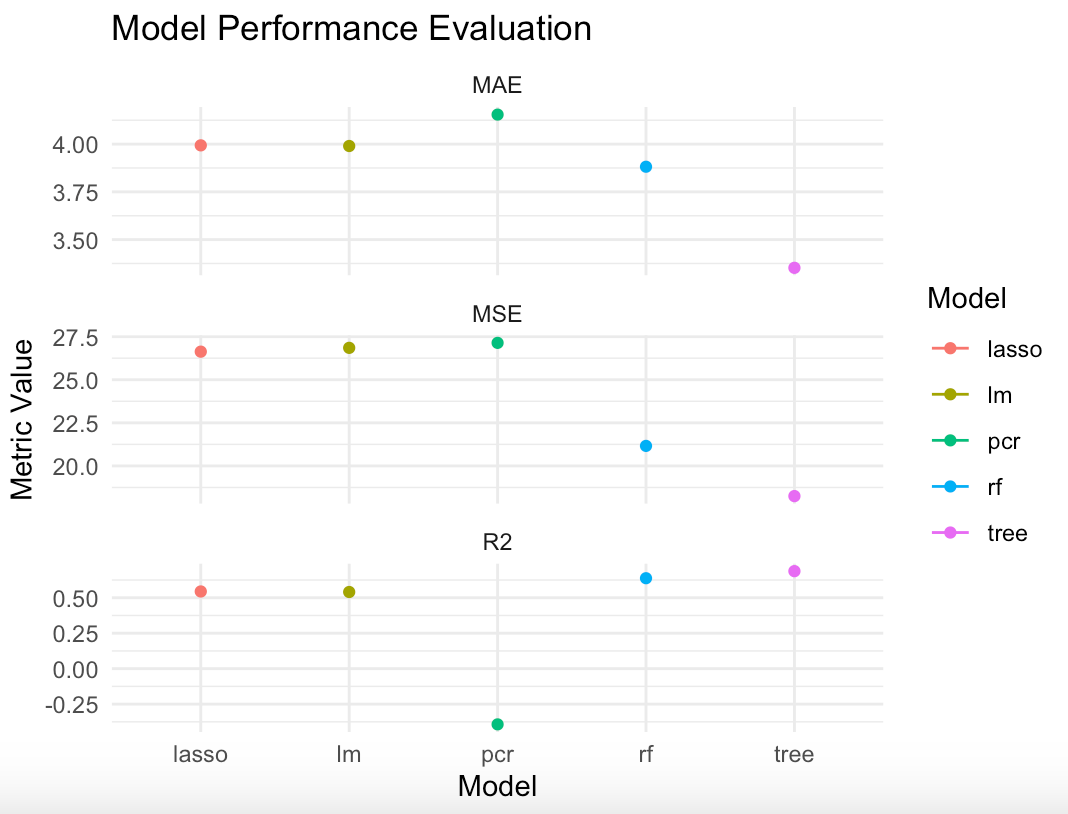 Model Performance Evaluation
MAE
4.00
3.75
3.50
MSE
27.5
25.0
22.5
20.0
R2
0.50
0.25
0.00
-0.25
lasso lm pcr rf tree
Model
Metric Value
Model
lasso
lm
pcr
rf
tree